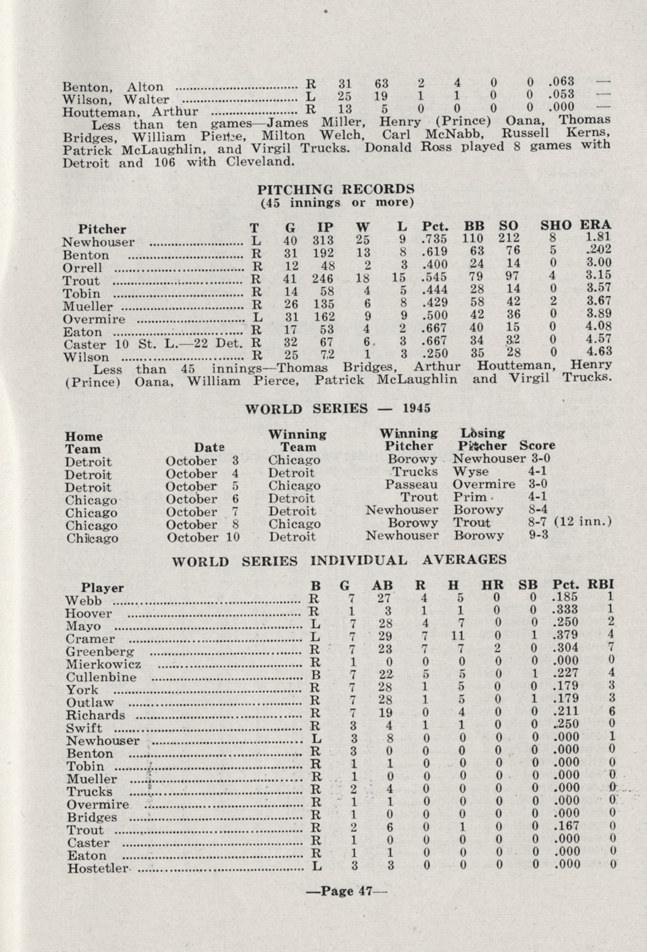 Benton, Alton ................................ R 31 63 2 4 0 0 .063 —
Wilson, Walter ............................... L 25 19 1 1 0 0 .053 —
Houtteman, Arthur ........................ R 13 5 0 0 0 0 .000 —
Less than ten games—James Miller, Henry (Prince) Oana, Thomas
Bridges, William Pierce, Milton Welch, Carl McNabb, Russell Kerns,
Patrick McLaughlin, and Virgil Trucks. Donald Ross played 8 games with
Detroit and 106 with Cleveland.
PITCHING RECORDS
(45 innings or more)
Pitcher T G IP W L Pct. BB SO SHO ERA
Newhouser ........................ L 40 313 25 9 .735 110 212 8 1.81
Benton ................................ R 31 192 13 8 .619 63 76 5 .202
Orrell ................................ R 12 48 2 3 .400 24 14 0 3.00
Trout ................................ R 41 246 18 15 .545 79 97 4 3.15
Tobin ................................ R 14 58 4 5 .444 28 14 0 3.57
Mueller ................................ R 26 135 6 8 .429 58 42 2 3.67
Overmire ............................ L 31 162 9 9 .500 42 36 0 3.89
Eaton ................................ R 17 53 4 2 .667 40 15 0 4.08
Caster 10 St. L.—22 Det. R 32 67 6 3 .667 34 32 0 4.57
Wilson ................................ R 25 72 1 3 .250 35 28 0 4.63
Less than 45 innings—Thomas Bridges, Arthur Houtteman, Henry
(Prince) Oana, William Pierce, Patrick McLaughlin and Virgil Trucks.
WORLD SERIES — 1945
Home Winning Winning Losing
Team Date Team Pitcher Pitcher Score
Detroit October 3 Chicago Borowy Newhouser 3-0
Detroit October 4 Detroit Trucks Wyse 4-1
Detroit October 5 Chicago Passeau Overmire 3-0
Chicago October 6 Detroit Trout Prim 4-1
Chicago October 7 Detroit Newhouser Borowy 8-4
Chicago October 8 Chicago Borowy Trout 8-7 (12 inn.)
Chicago October 10 Detroit Newhouser Borowy 9-3
WORLD SERIES INDIVIDUAL AVERAGES
Player B G AB R H HR SB Pct. RBI
Webb ................................ R 7 27 4 5 0 0 .185 1
Hoover ................................ R 1 3 1 1 0 0 .333 1
Mayo ................................ L 7 28 4 7 0 0 .250 2
Cramer ................................ L 7 29 7 11 0 1 .379 4
Greenberg ............................ R 7 23 7 7 2 0 .304 7
Mierkowicz ............................ R 1 0 0 0 0 0 .000 0
Cullenbine ............................ B 7 22 5 5 0 1 .227 4
York ................................ R 7 28 1 5 0 0 .179 3
Outlaw ................................ R 7 28 1 5 0 1 .179 3
Richards ............................ R 7 19 0 4 0 0 .211 6
Swift ................................ R 3 4 1 1 0 0 .250 0
Newhouser ............................ L 3 8 0 0 0 0 .000 1
Benton ................................ R 3 0 0 0 0 0 .000 0
Tobin ................................ R 1 1 0 0 0 0 .000 0
Mueller ................................ R 1 0 0 0 0 0 .000 0
Trucks ................................ R 2 4 0 0 0 0 .000 0
Overmire ............................ R 1 1 0 0 0 0 .000 0
Bridges ................................ R 1 0 0 0 0 0 .000 0
Trout ................................ R 2 6 0 1 0 0 .167 0
Caster ................................ R 1 0 0 0 0 0 .000 0
Eaton ................................ R 1 1 0 0 0 0 .000 0
Hostetler ............................ L 3 3 0 0 0 0 .000 0
—Page 47—